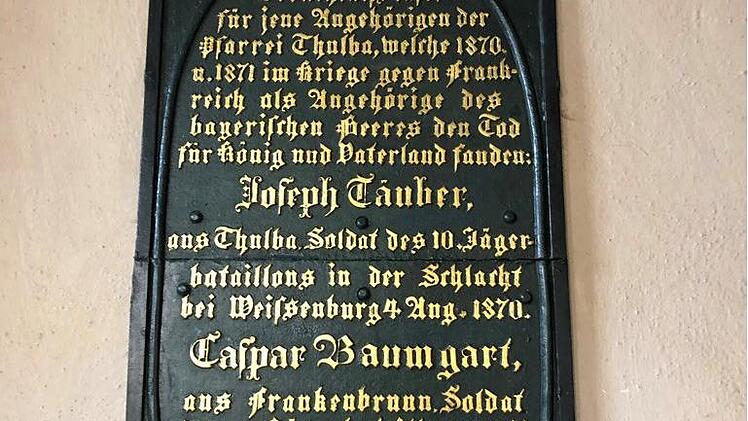 für jene Angehörigen der
Pfarrei Thulba, welche 1870.
u. 1871 im Kriege gegen Frank-
reich als Angehörige des
bayerischen Heeres den Tod
für König und Vaterland fanden:
Joseph Täuber,
aus Thulba. Soldat des 10. Jäger-
bataillons in der Schlacht
bei Weissenburg 4 Aug. 1870.
Caspar Baumgart,
aus Frankenbrunn. Soldat